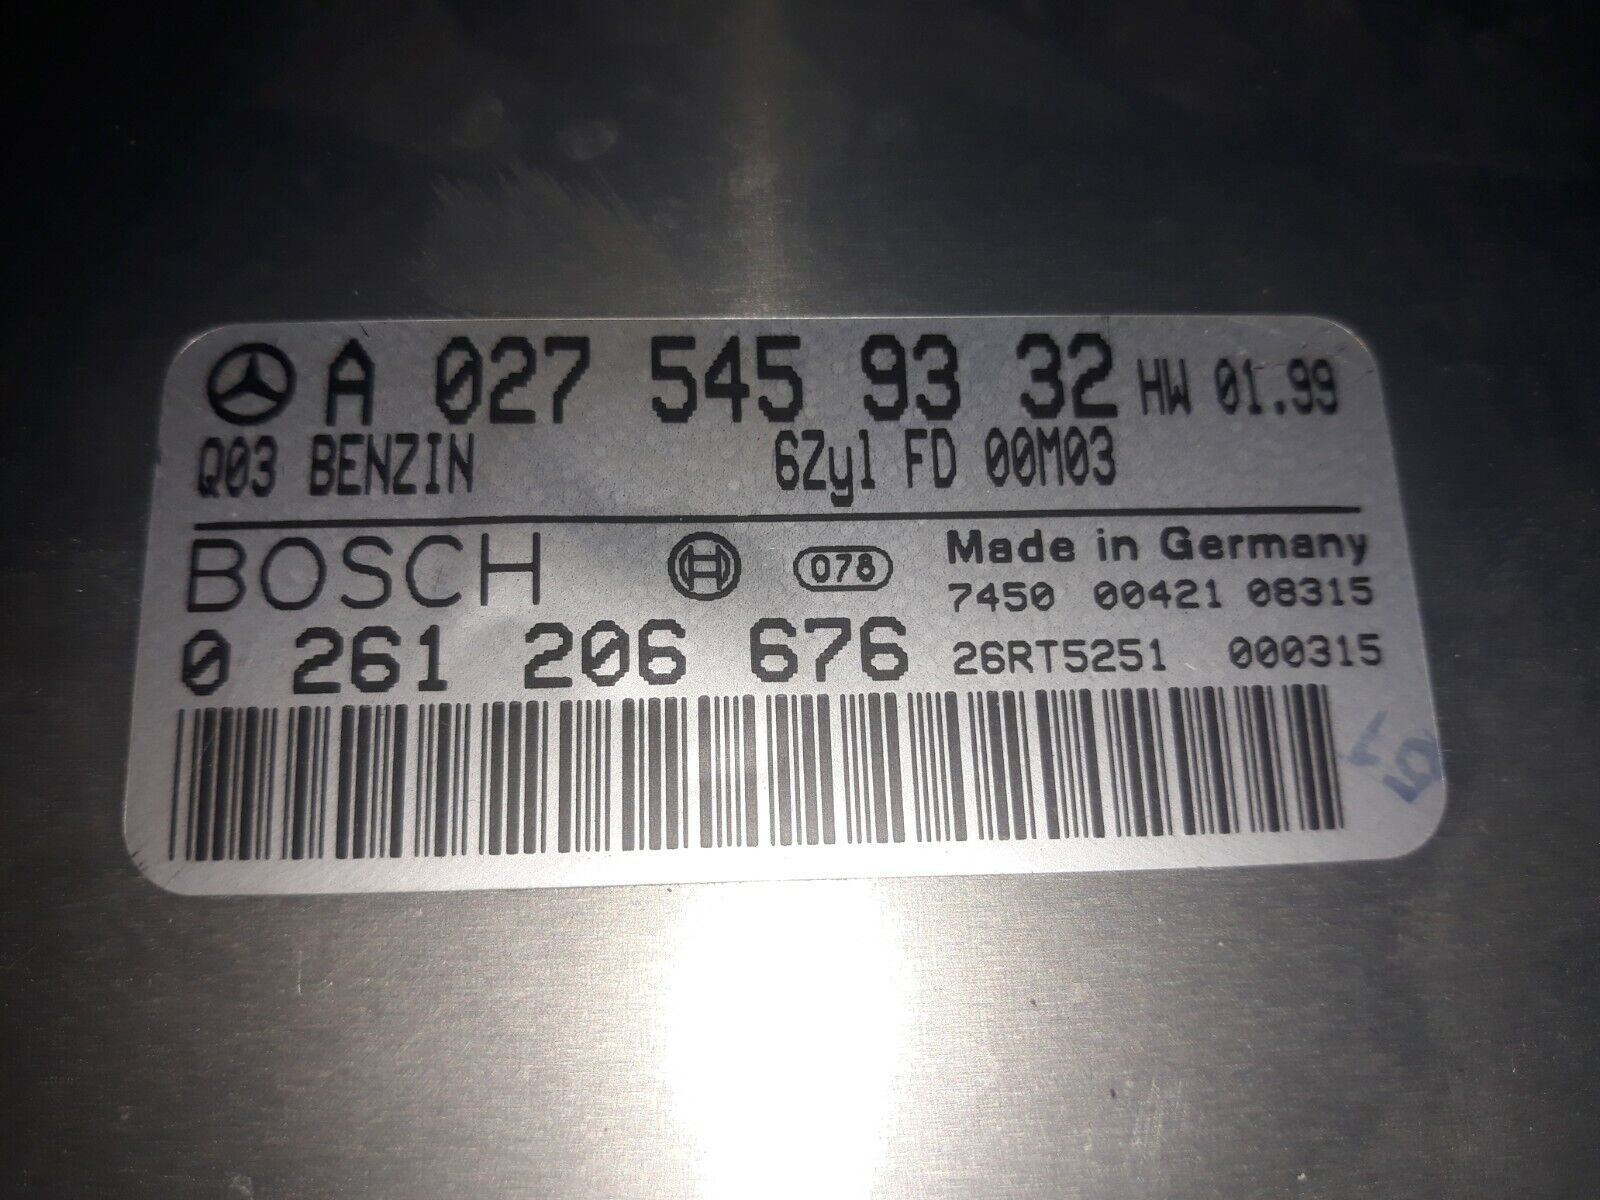 A 027 545 93 32 HW 01.99
Q03 BENZIN 6Zyl FD 00M03
BOSCH 078 Made in Germany
7450 00421 08315
0 261 206 676 26RT5251 000315